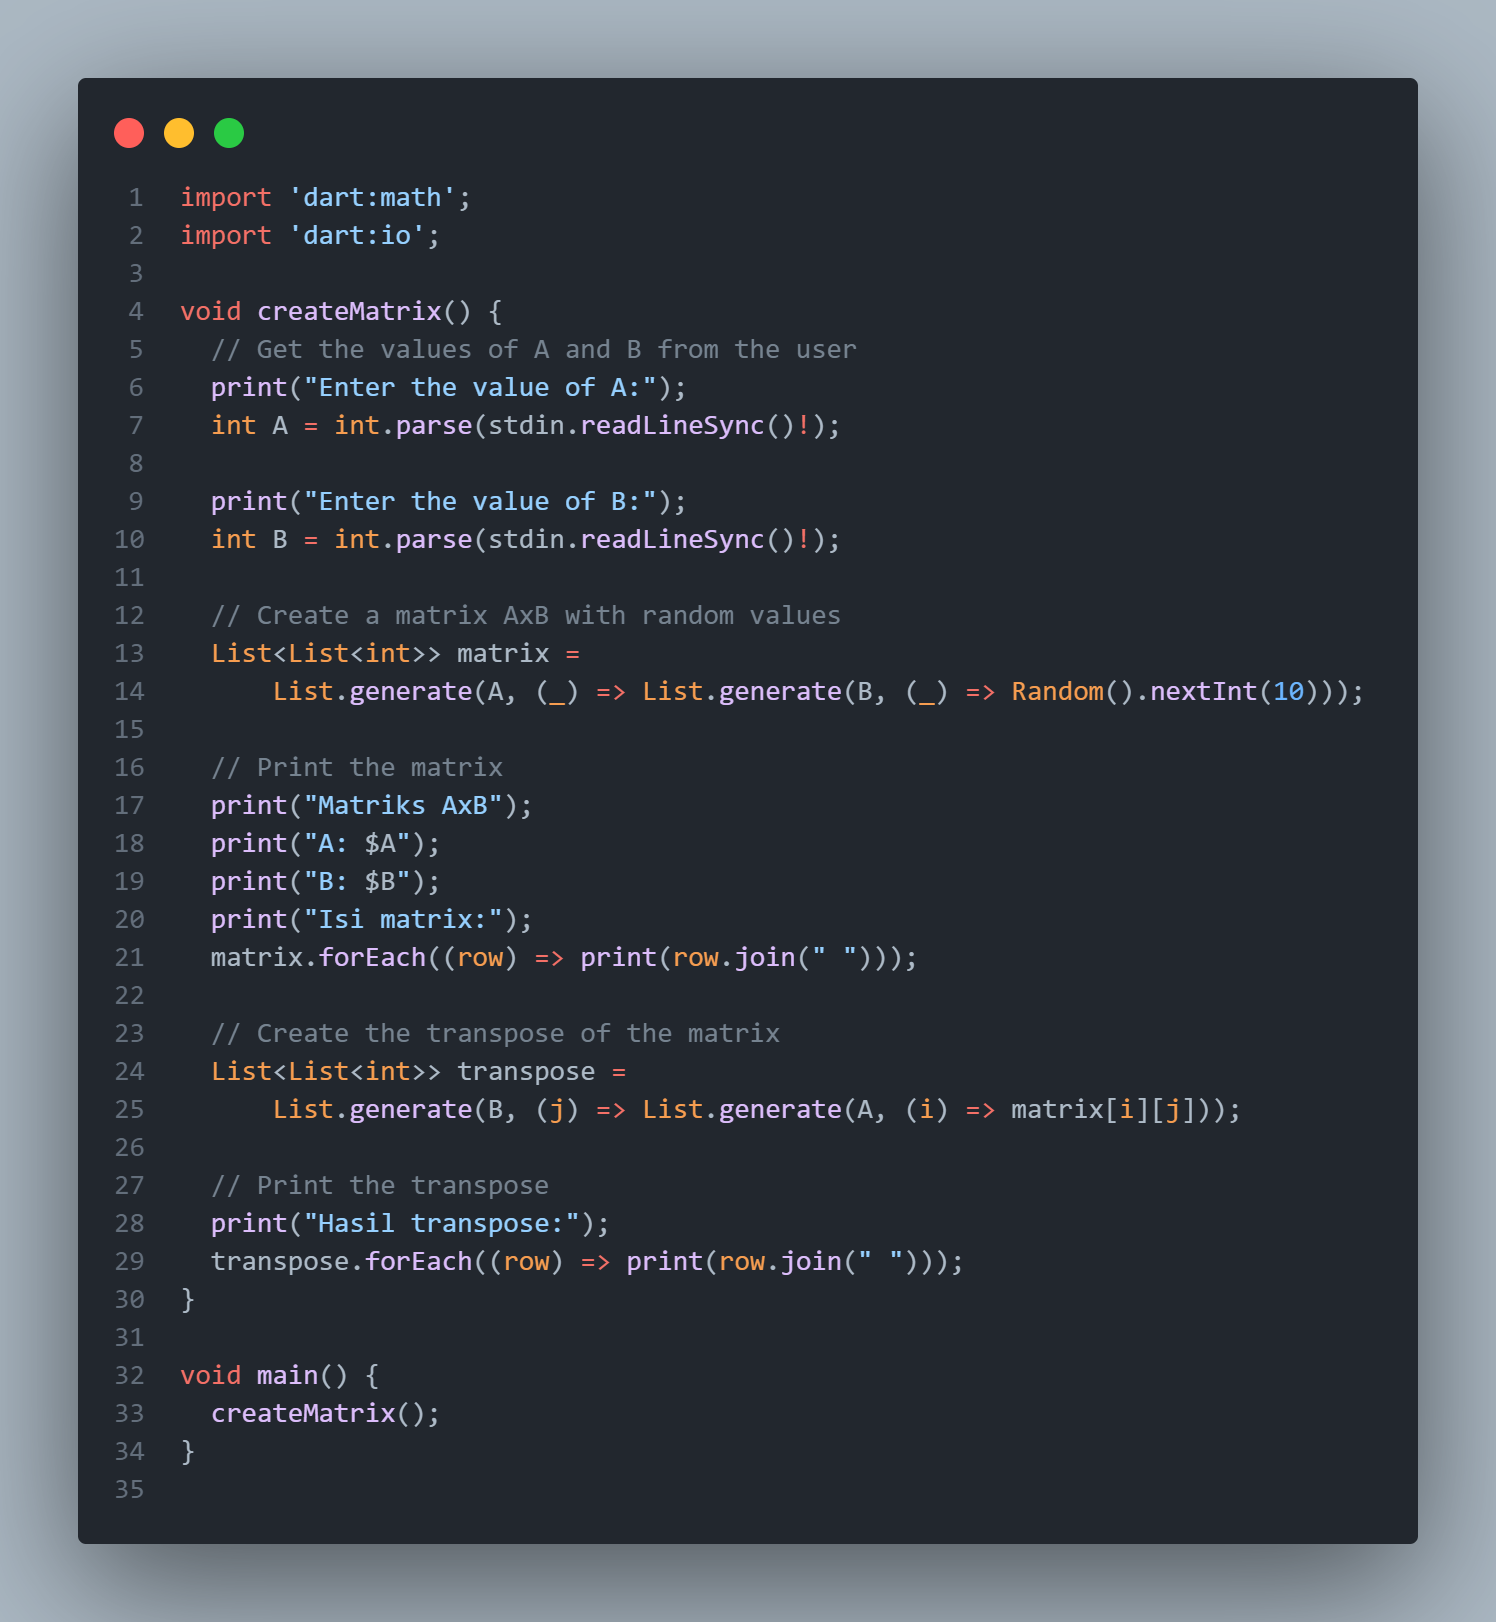 1 import 'dart:math';
2 import 'dart:io';
3
4 void createMatrix() {
5   // Get the values of A and B from the user
6   print("Enter the value of A:");
7   int A = int.parse(stdin.readLineSync()!);
8
9   print("Enter the value of B:");
10   int B = int.parse(stdin.readLineSync()!);
11
12   // Create a matrix AxB with random values
13   List<List<int>> matrix =
14       List.generate(A, (_) => List.generate(B, (_) => Random().nextInt(10)));
15
16   // Print the matrix
17   print("Matriks AxB");
18   print("A: $A");
19   print("B: $B");
20   print("Isi matrix:");
21   matrix.forEach((row) => print(row.join(" ")));
22
23   // Create the transpose of the matrix
24   List<List<int>> transpose =
25       List.generate(B, (j) => List.generate(A, (i) => matrix[i][j]));
26
27   // Print the transpose
28   print("Hasil transpose:");
29   transpose.forEach((row) => print(row.join(" ")));
30 }
31
32 void main() {
33   createMatrix();
34 }
35